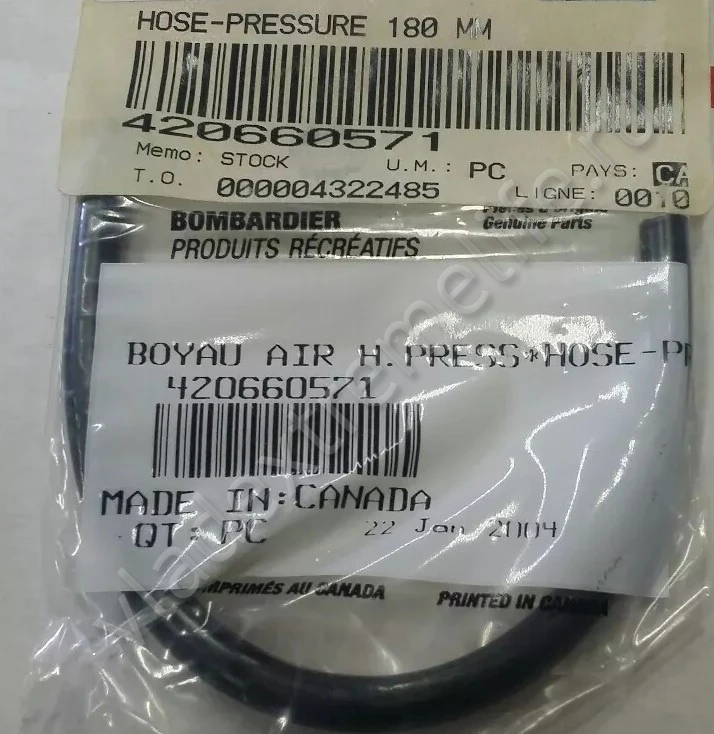 HOSE-PRESSURE 180 MM
420660571
Memo: STOCK U.M.: PC PAYS: CA
T.O. 000004322485 LIGNE: 0010
BOMBARDIER
PRODUITS RÉCRÉATIFS
Genuine Parts
BOYAU AIR H.PRESS*HOSE-PR
420660571
MADE IN:CANADA
QT: PC 22 Jan 2004
IMPRIMÉS AU CANADA PRINTED IN CANADA